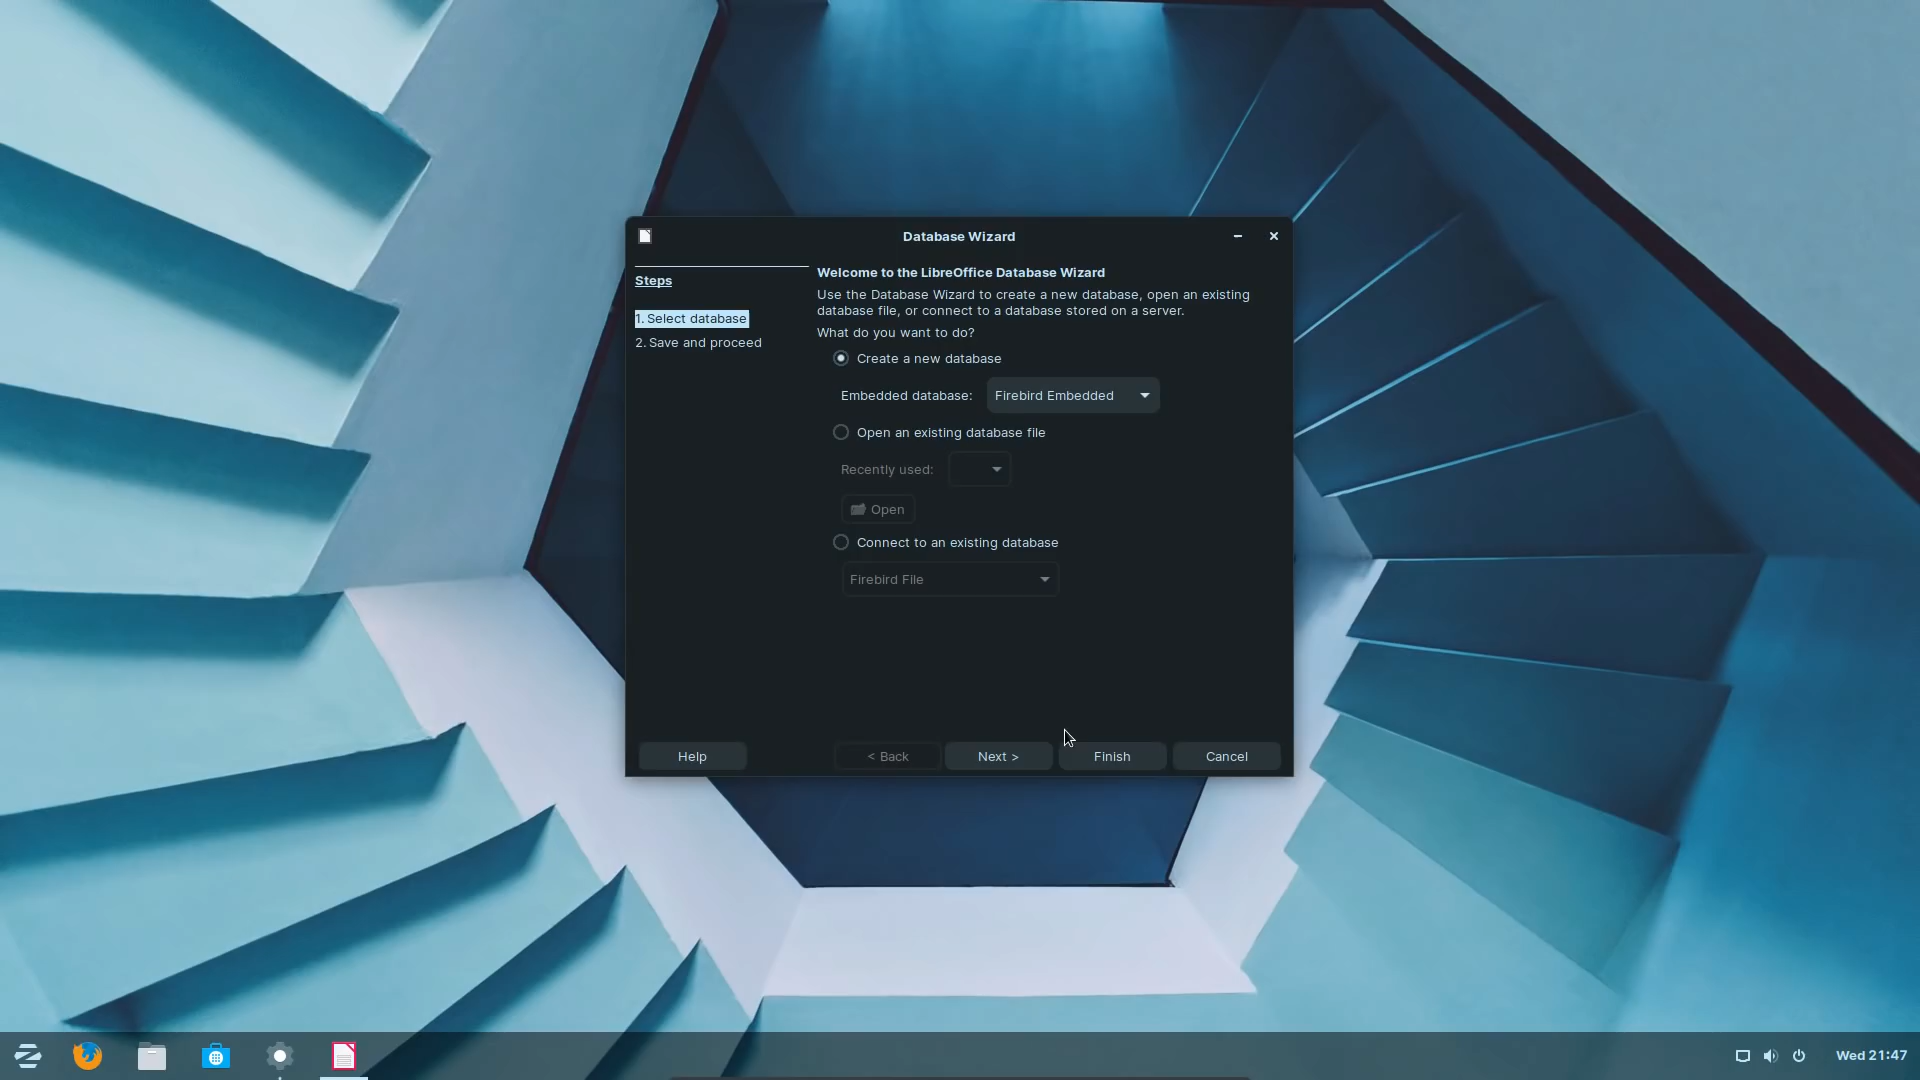 Database Wizard
Steps
1. Select database
2. Save and proceed
Welcome to the LibreOffice Database Wizard
Use the Database Wizard to create a new database, open an existing
database file, or connect to a database stored on a server.
What do you want to do?
Create a new database
Embedded database: Firebird Embedded
Open an existing database file
Recently used:
Open
Connect to an existing database
Firebird File
Help < Back Next > Finish Cancel
Wed 21:47